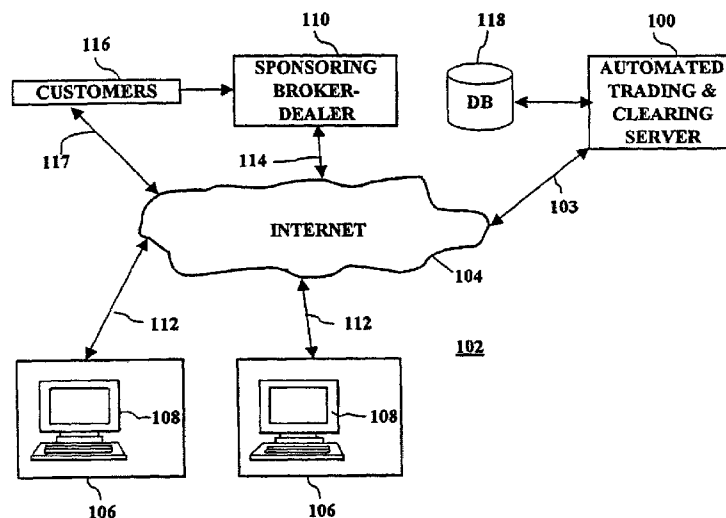 116
CUSTOMERS
110
SPONSORING
BROKER-
DEALER
118
DB
100
AUTOMATED
TRADING &
CLEARING
SERVER
117
114
103
INTERNET
104
112
112
102
108
108
106
106